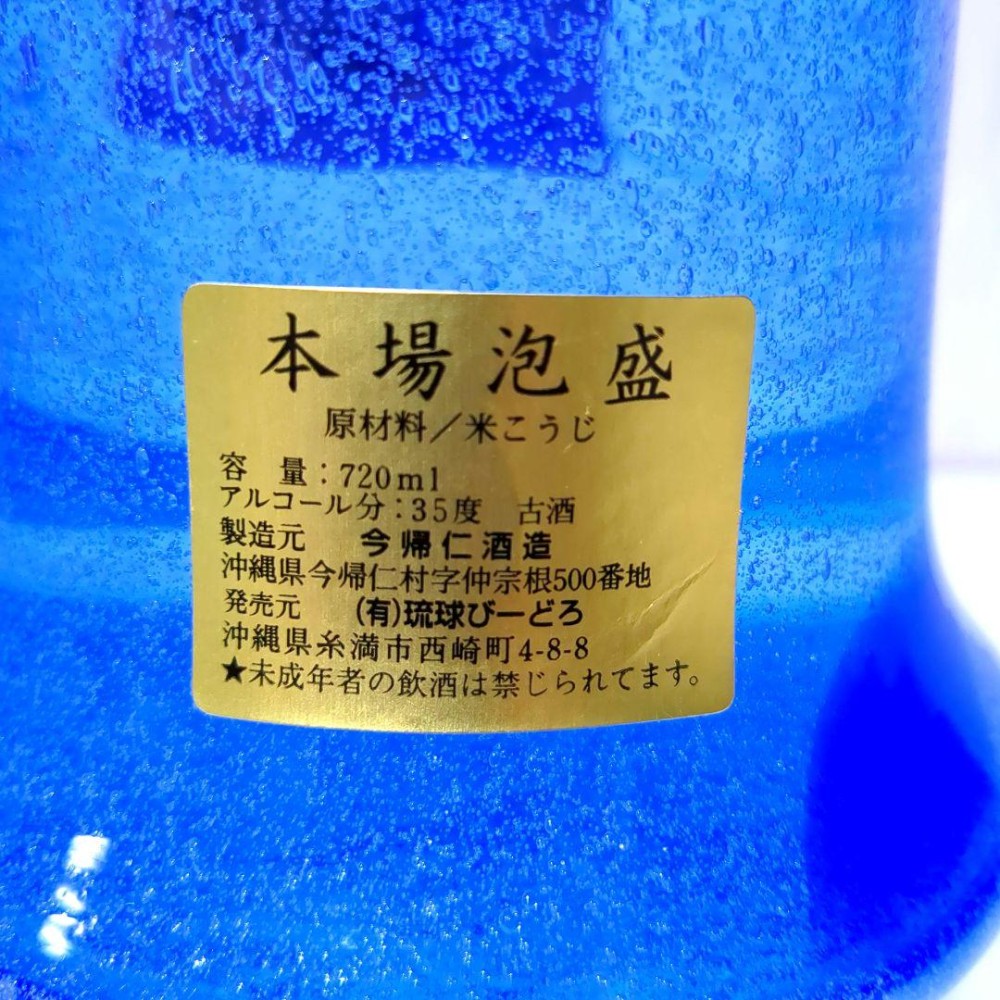 本場泡盛
原材料／米こうじ
容　量：720ml
アルコール分：35度　古酒
製造元　今帰仁酒造
沖縄県今帰仁村字仲宗根500番地
発売元　(有)琉球びーどろ
沖縄県糸満市西崎町4-8-8
★未成年者の飲酒は禁じられてます。